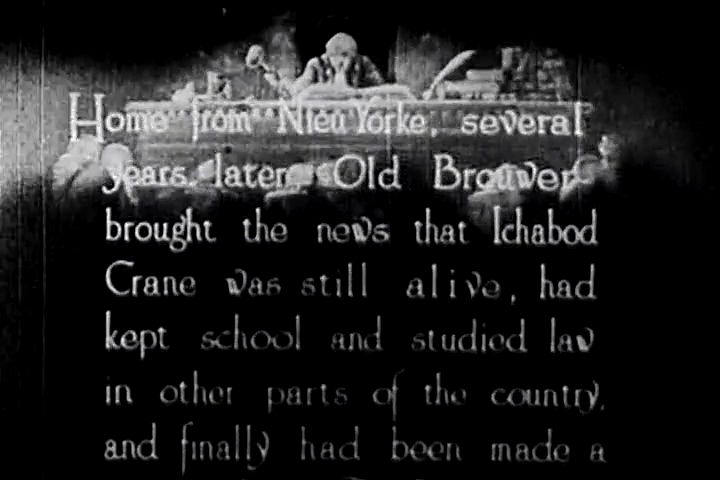 Home from Nieu Yorke, several
years later, Old Brouwer
brought the news that Ichabod
Crane was still alive, had
kept school and studied law
in other parts of the country,
and finally had been made a